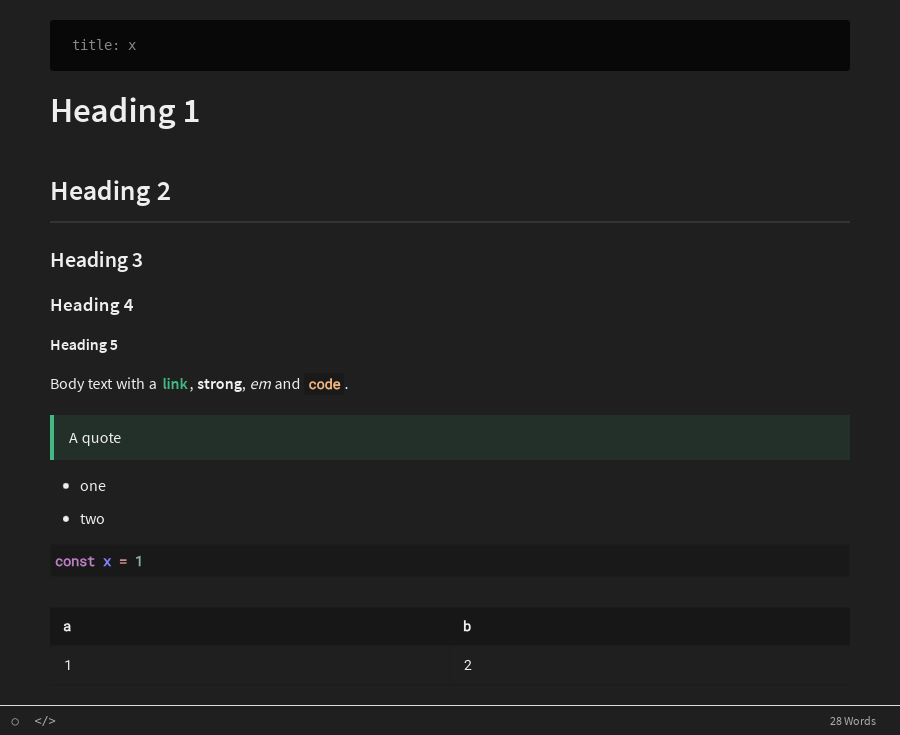 title: x
Heading 1
Heading 2
Heading 3
Heading 4
Heading 5
Body text with a link, strong, em and code.
A quote
• one
• two
const x = 1
a b
1 2
○ </> 28 Words